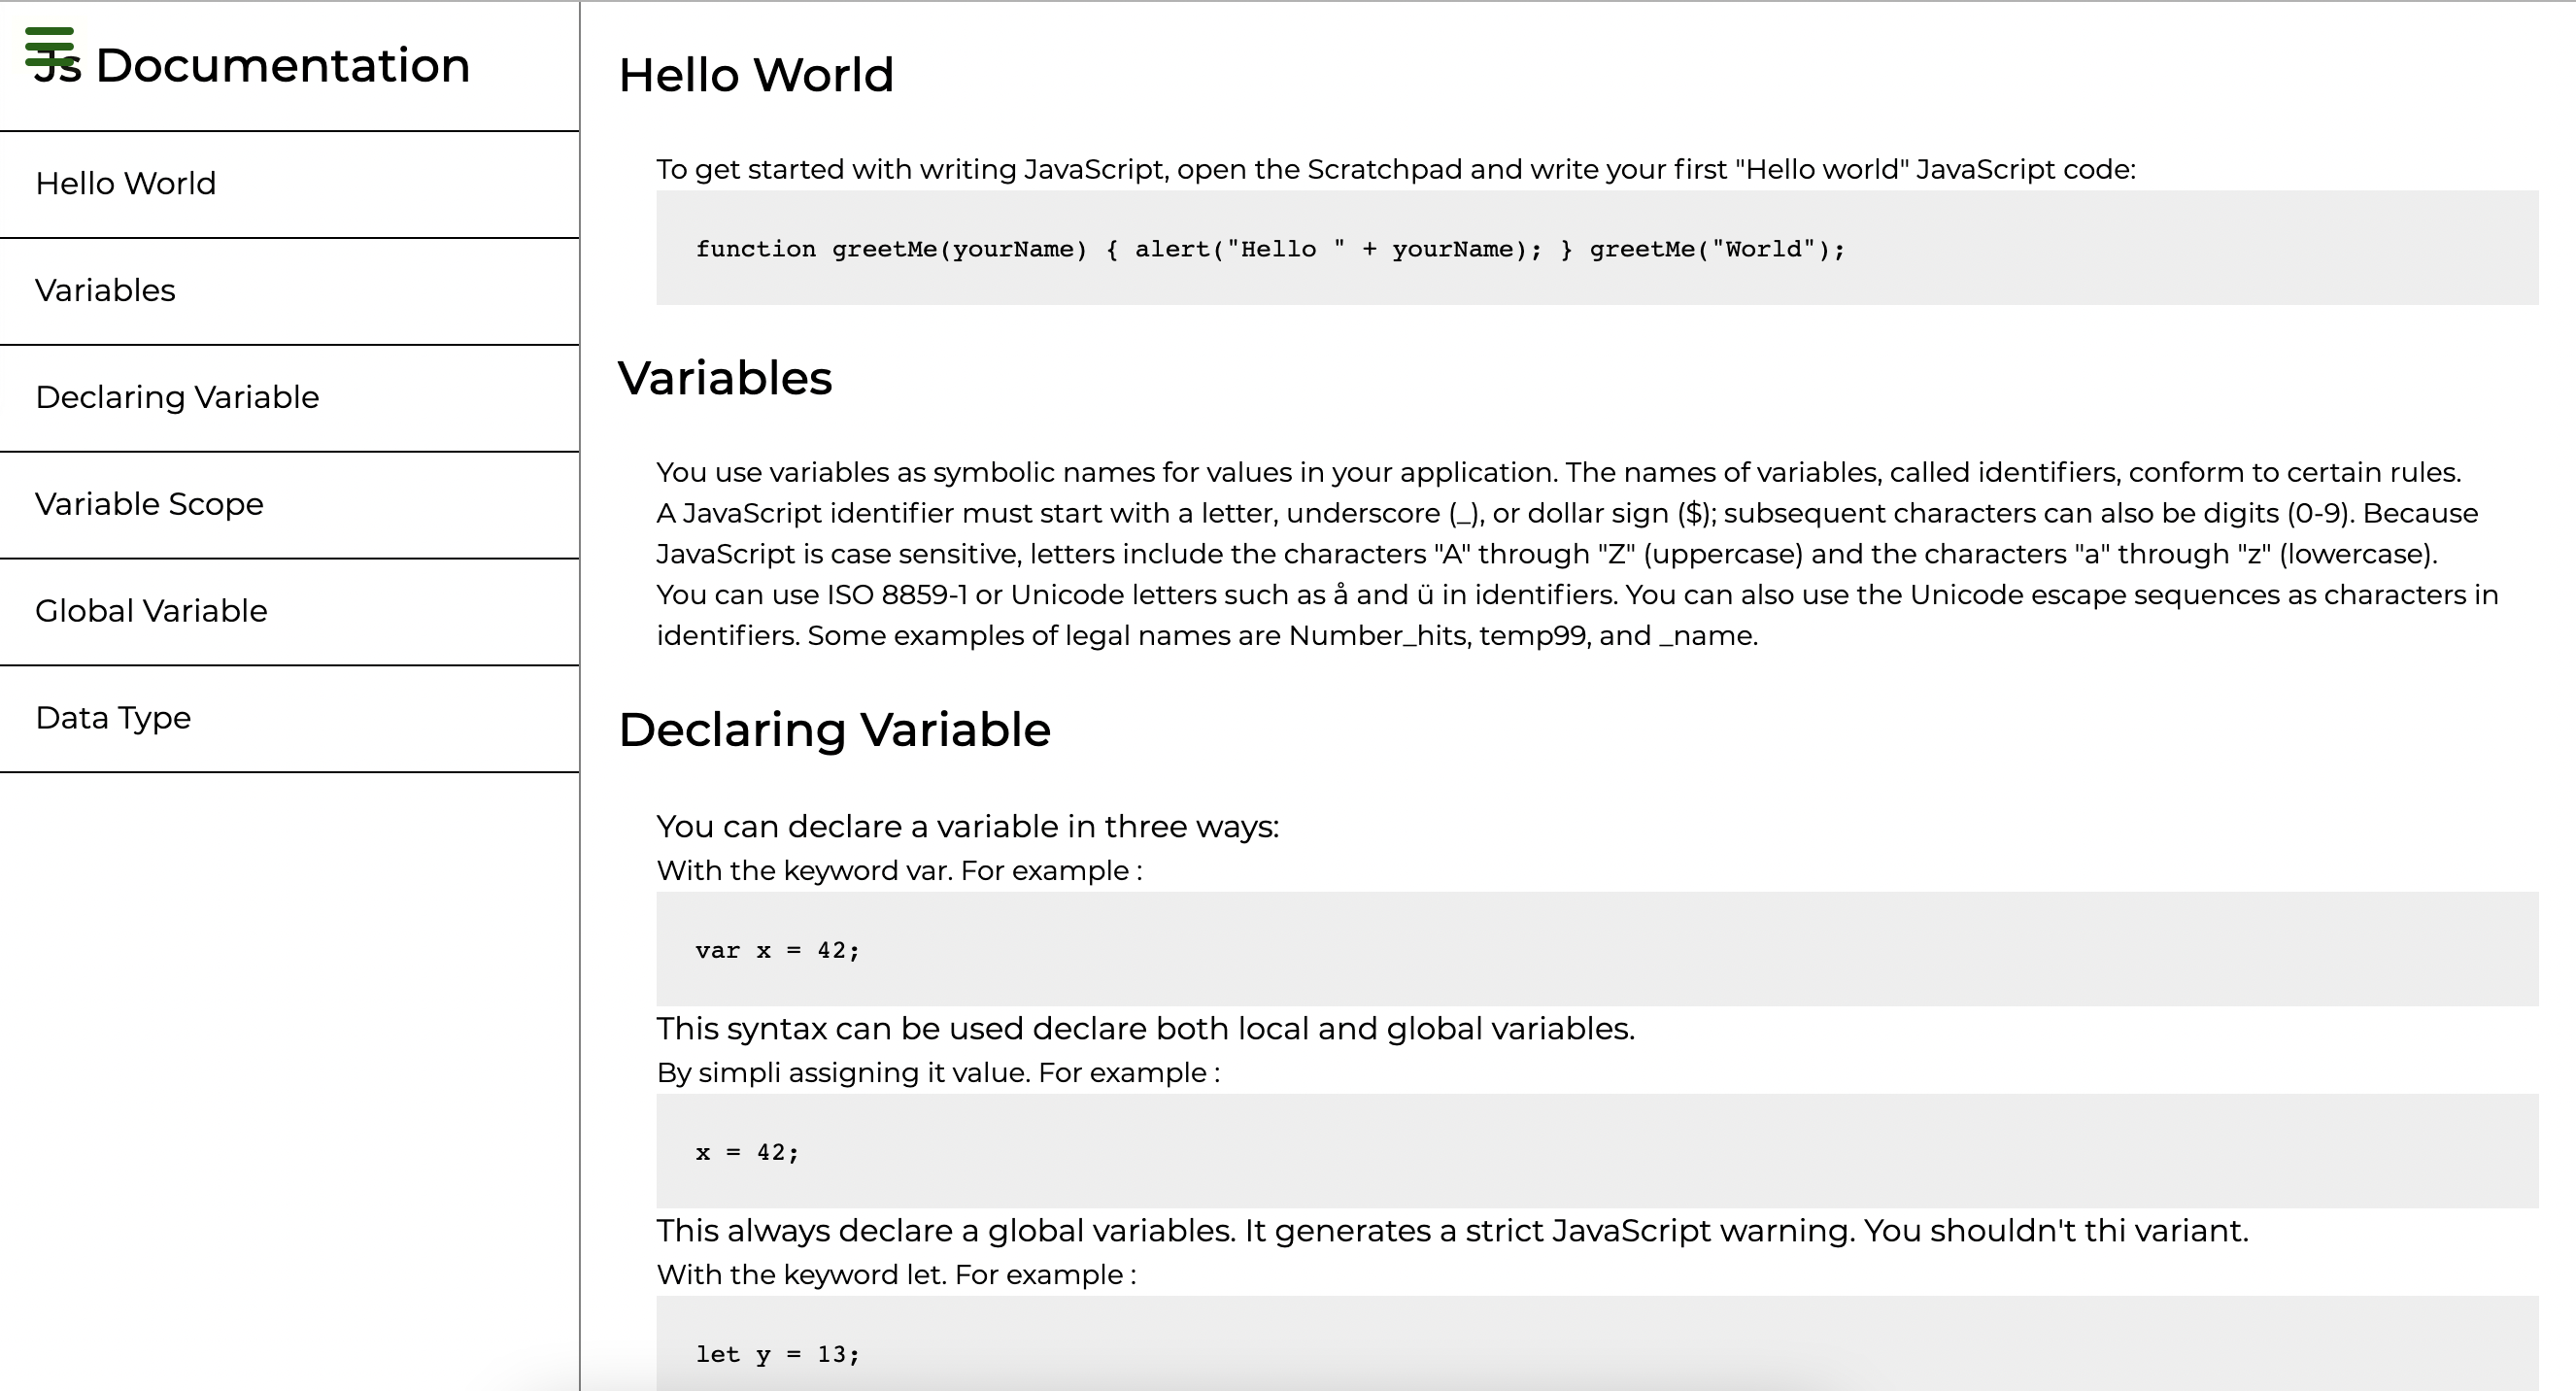 Js Documentation
Hello World
Variables
Declaring Variable
Variable Scope
Global Variable
Data Type
Hello World
To get started with writing JavaScript, open the Scratchpad and write your first "Hello world" JavaScript code:
function greetMe(yourName) { alert("Hello " + yourName); } greetMe("World");
Variables
You use variables as symbolic names for values in your application. The names of variables, called identifiers, conform to certain rules.
A JavaScript identifier must start with a letter, underscore (_), or dollar sign ($); subsequent characters can also be digits (0-9). Because
JavaScript is case sensitive, letters include the characters "A" through "Z" (uppercase) and the characters "a" through "z" (lowercase).
You can use ISO 8859-1 or Unicode letters such as å and ü in identifiers. You can also use the Unicode escape sequences as characters in
identifiers. Some examples of legal names are Number_hits, temp99, and _name.
Declaring Variable
You can declare a variable in three ways:
With the keyword var. For example :
var x = 42;
This syntax can be used declare both local and global variables.
By simpli assigning it value. For example :
x = 42;
This always declare a global variables. It generates a strict JavaScript warning. You shouldn't thi variant.
With the keyword let. For example :
let y = 13;